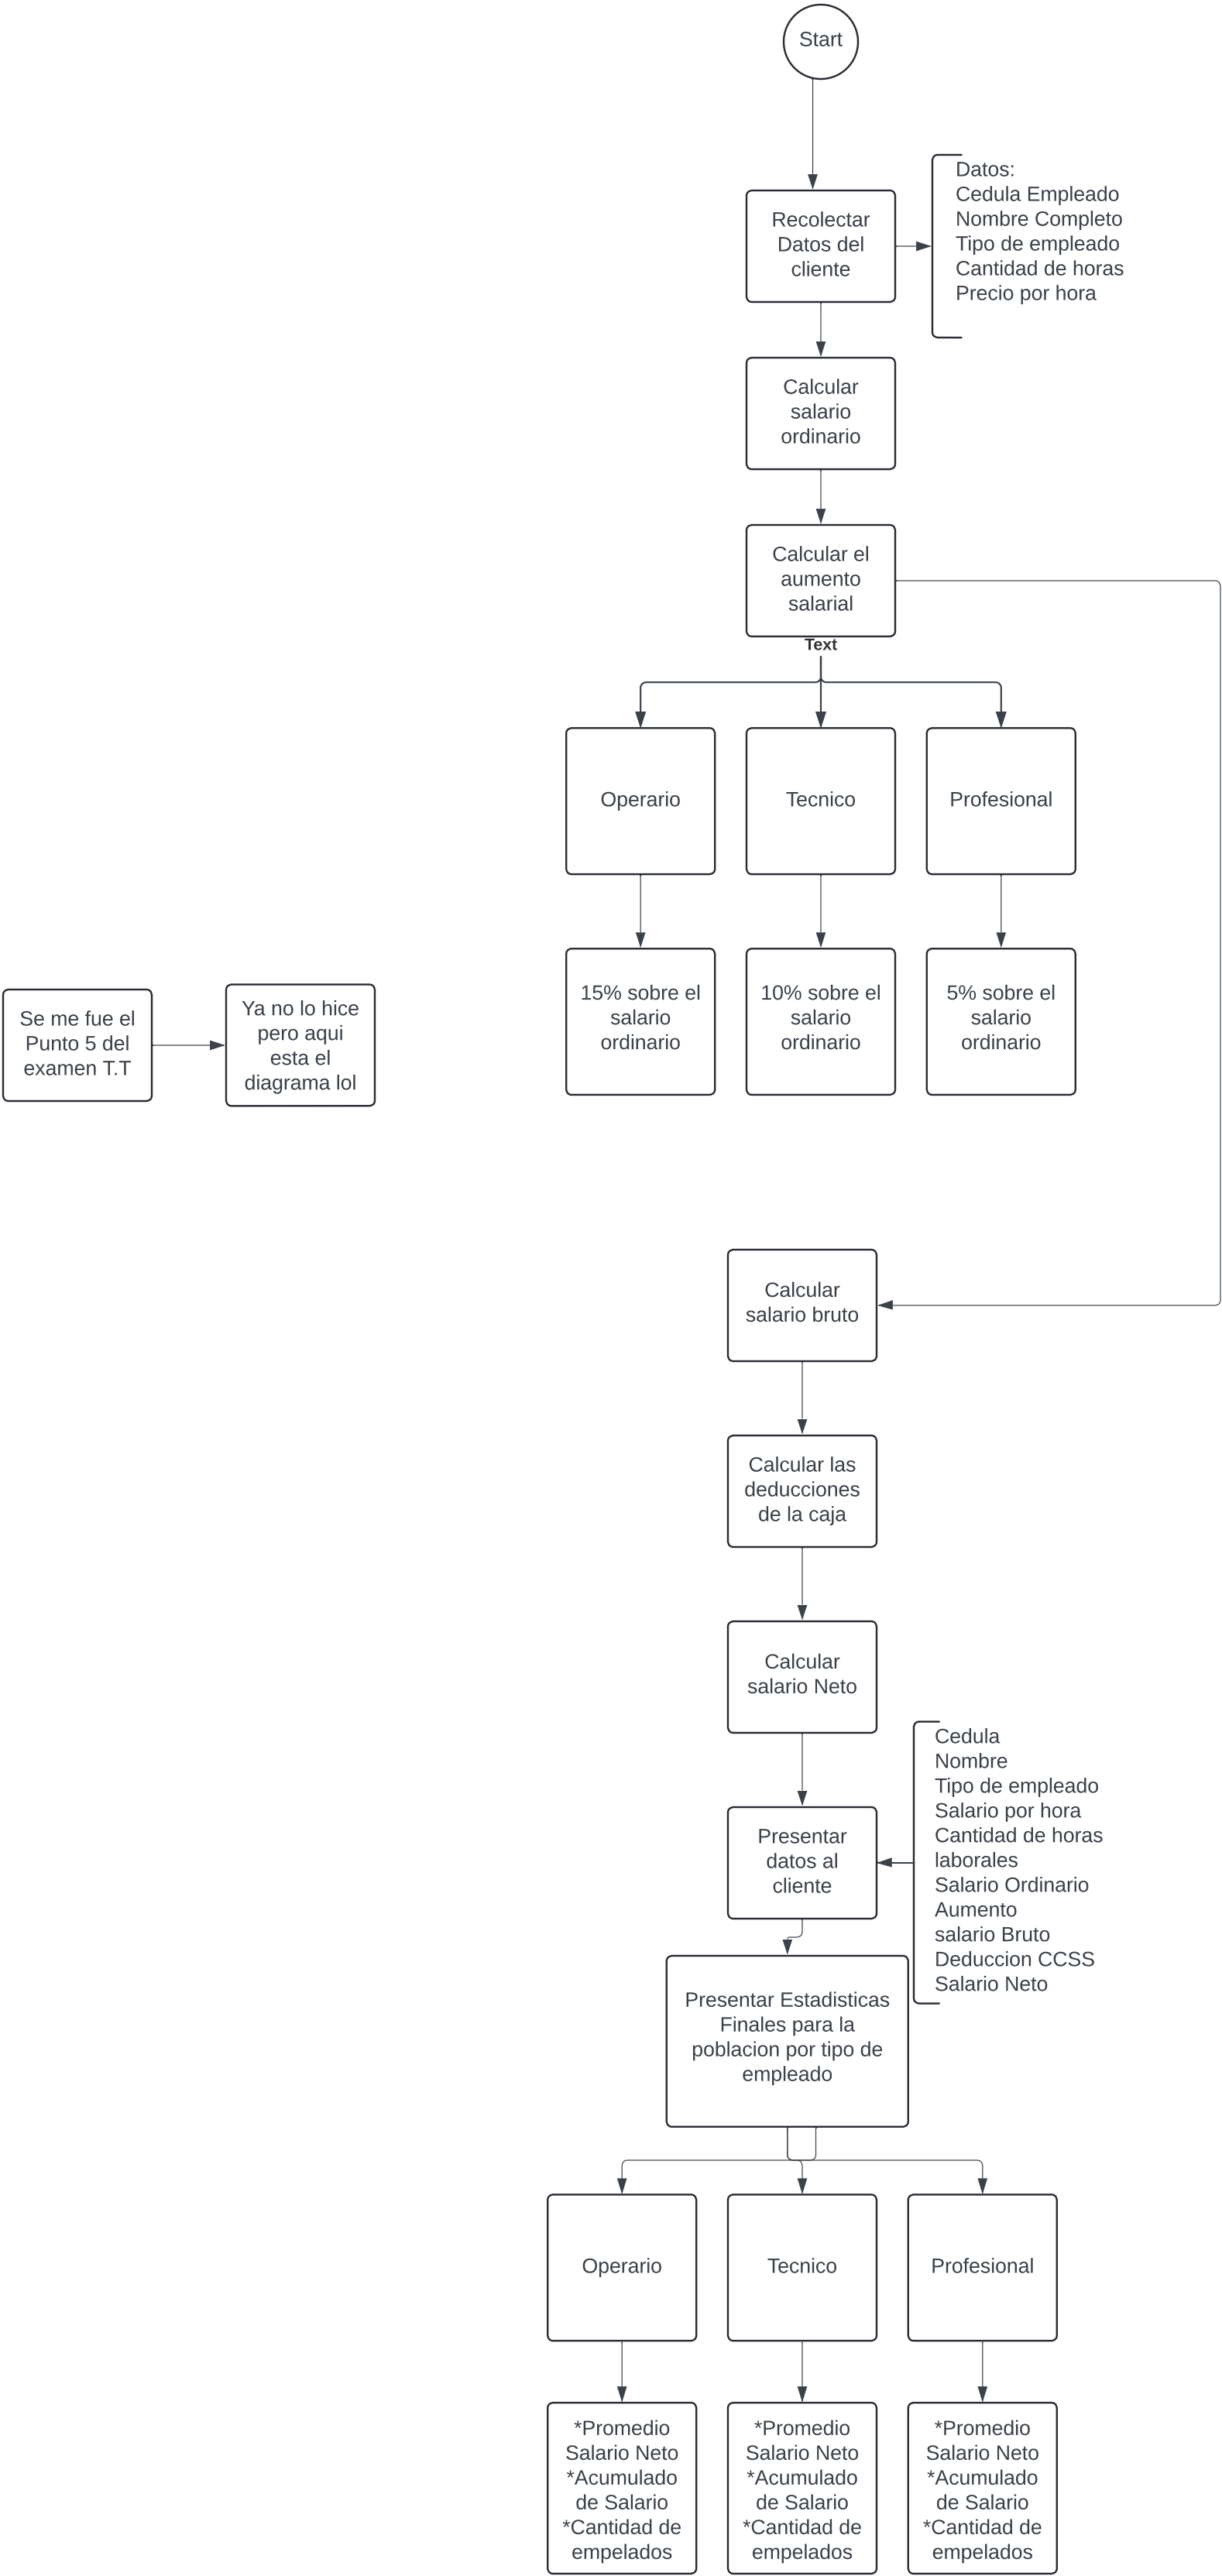 Start
Recolectar
Datos del
cliente
Datos:
Cedula Empleado
Nombre Completo
Tipo de empleado
Cantidad de horas
Precio por hora
Calcular
salario
ordinario
Calcular el
aumento
salarial
Text
Operario
Tecnico
Profesional
15% sobre el
salario
ordinario
10% sobre el
salario
ordinario
5% sobre el
salario
ordinario
Se me fue el
Punto 5 del
examen T.T
Ya no lo hice
pero aqui
esta el
diagrama lol
Calcular
salario bruto
Calcular las
deducciones
de la caja
Calcular
salario Neto
Presentar
datos al
cliente
Cedula
Nombre
Tipo de empleado
Salario por hora
Cantidad de horas
laborales
Salario Ordinario
Aumento
salario Bruto
Deduccion CCSS
Salario Neto
Presentar Estadisticas
Finales para la
poblacion por tipo de
empleado
Operario
Tecnico
Profesional
*Promedio
Salario Neto
*Acumulado
de Salario
*Cantidad de
empelados
*Promedio
Salario Neto
*Acumulado
de Salario
*Cantidad de
empelados
*Promedio
Salario Neto
*Acumulado
de Salario
*Cantidad de
empelados